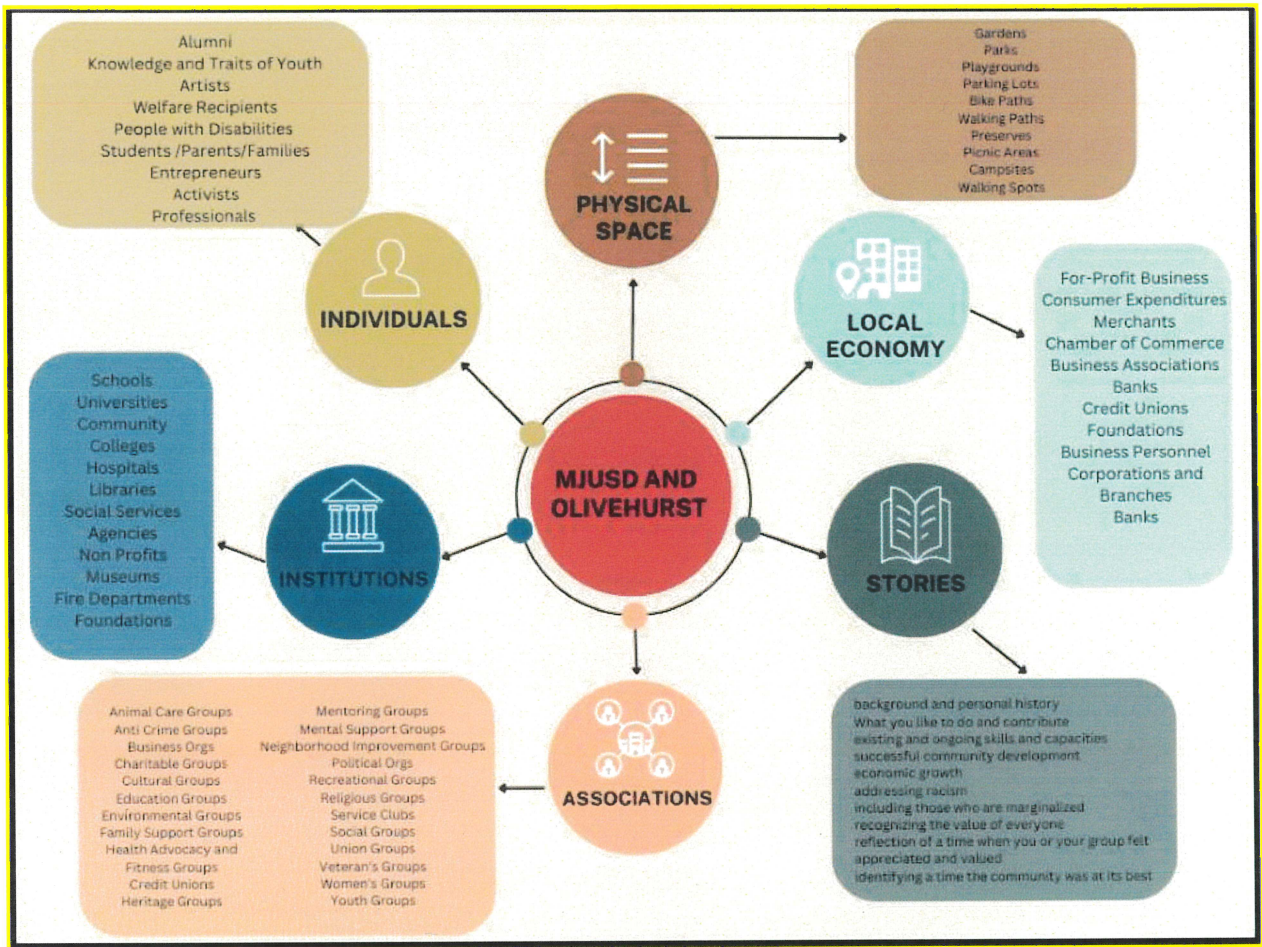 Alumni
Knowledge and Traits of Youth
Artists
Welfare Recipients
People with Disabilities
Students /Parents/Families
Entrepreneurs
Activists
Professionals
INDIVIDUALS
PHYSICAL
SPACE
Gardens
Parks
Playgrounds
Parking Lots
Bike Paths
Walking Paths
Preserves
Picnic Areas
Campsites
Walking Spots
LOCAL
ECONOMY
For-Profit Business
Consumer Expenditures
Merchants
Chamber of Commerce
Business Associations
Banks
Credit Unions
Foundations
Business Personnel
Corporations and
Branches
Banks
MJUSD AND
OLIVEHURST
Schools
Universities
Community
Colleges
Hospitals
Libraries
Social Services
Agencies
Non Profits
Museums
Fire Departments
Foundations
INSTITUTIONS
STORIES
background and personal history
What you like to do and contribute
existing and ongoing skills and capacities
successful community development
economic growth
addressing racism
including those who are marginalized
recognizing the value of everyone
reflection of a time when you or your group felt
appreciated and valued
identifying a time the community was at its best
ASSOCIATIONS
Animal Care Groups
Anti Crime Groups
Business Orgs
Charitable Groups
Cultural Groups
Education Groups
Environmental Groups
Family Support Groups
Health Advocacy and
Fitness Groups
Credit Unions
Heritage Groups
Mentoring Groups
Mental Support Groups
Neighborhood Improvement Groups
Political Orgs
Recreational Groups
Religious Groups
Service Clubs
Social Groups
Union Groups
Veteran's Groups
Women's Groups
Youth Groups